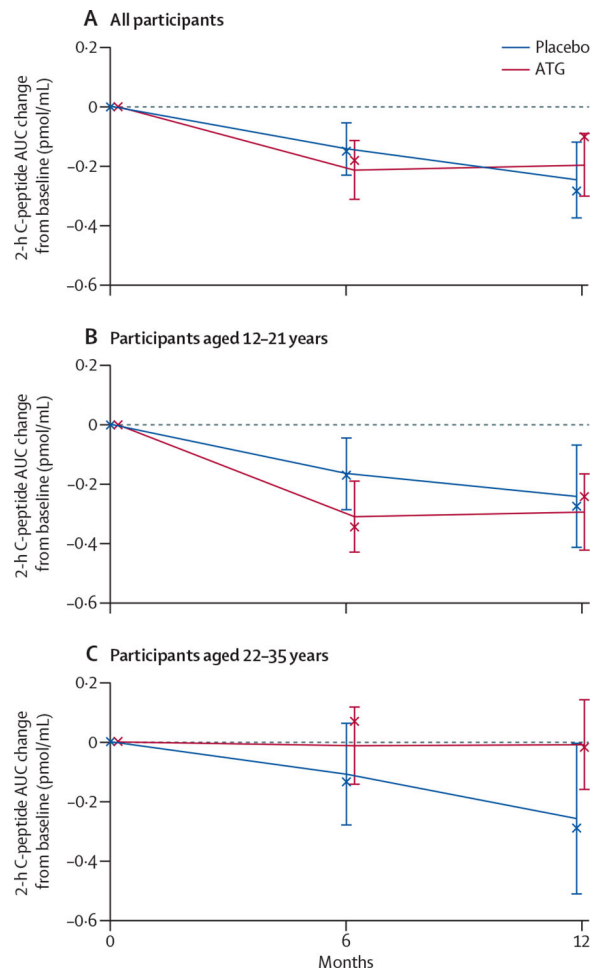 A All participants
0·2
0
–0·2
–0·4
–0·6
2-h C-peptide AUC change
from baseline (pmol/mL)
Placebo
ATG
B Participants aged 12–21 years
0·2
0
–0·2
–0·4
–0·6
2-h C-peptide AUC change
from baseline (pmol/mL)
C Participants aged 22–35 years
0·2
0
–0·2
–0·4
–0·6
2-h C-peptide AUC change
from baseline (pmol/mL)
0
6
12
Months